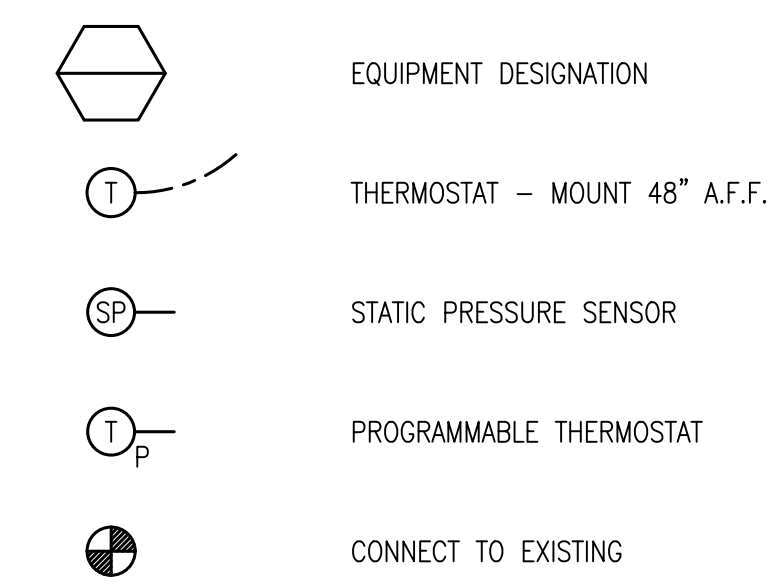 EQUIPMENT DESIGNATION
T THERMOSTAT – MOUNT 48" A.F.F.
SP STATIC PRESSURE SENSOR
T PROGRAMMABLE THERMOSTAT
P
CONNECT TO EXISTING